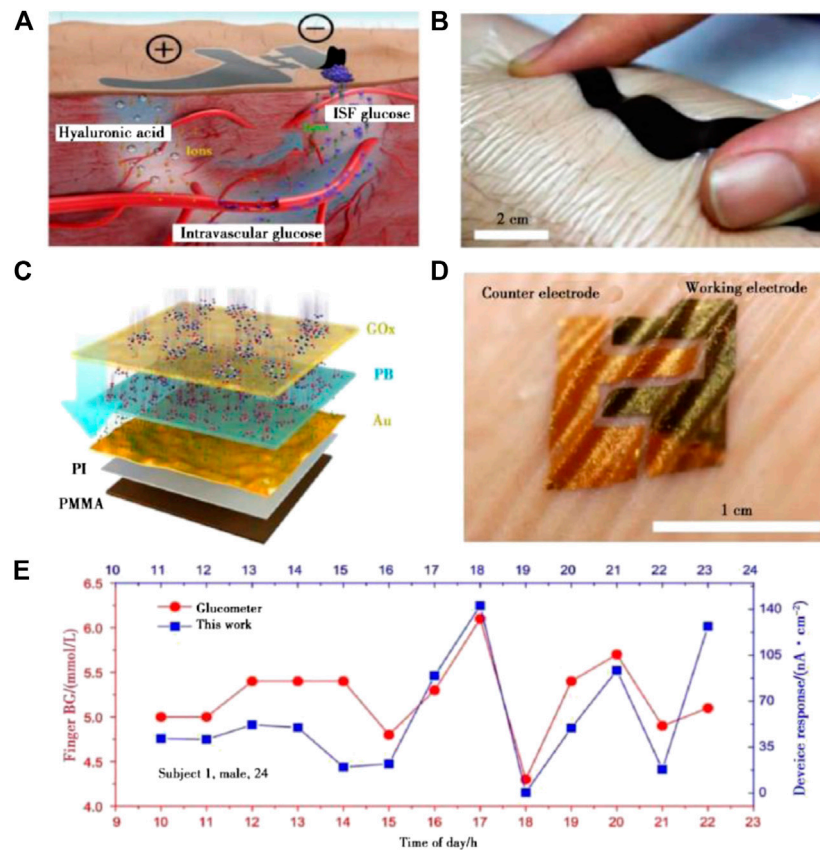 A
+
−
Hyaluronic acid
Ions
ISF glucose
Intravascular glucose
B
2 cm
C
GOx
PB
Au
PI
PMMA
D
Counter electrode
Working electrode
1 cm
E
10 11 12 13 14 15 16 17 18 19 20 21 22 23 24
6.5
6.0
5.5
5.0
4.5
4.0
Finger BG/(mmol/L)
Glucometer
This work
Subject 1, male, 24
140
105
70
35
0
Deveice response/(nA · cm⁻²)
9 10 11 12 13 14 15 16 17 18 19 20 21 22 23
Time of day/h